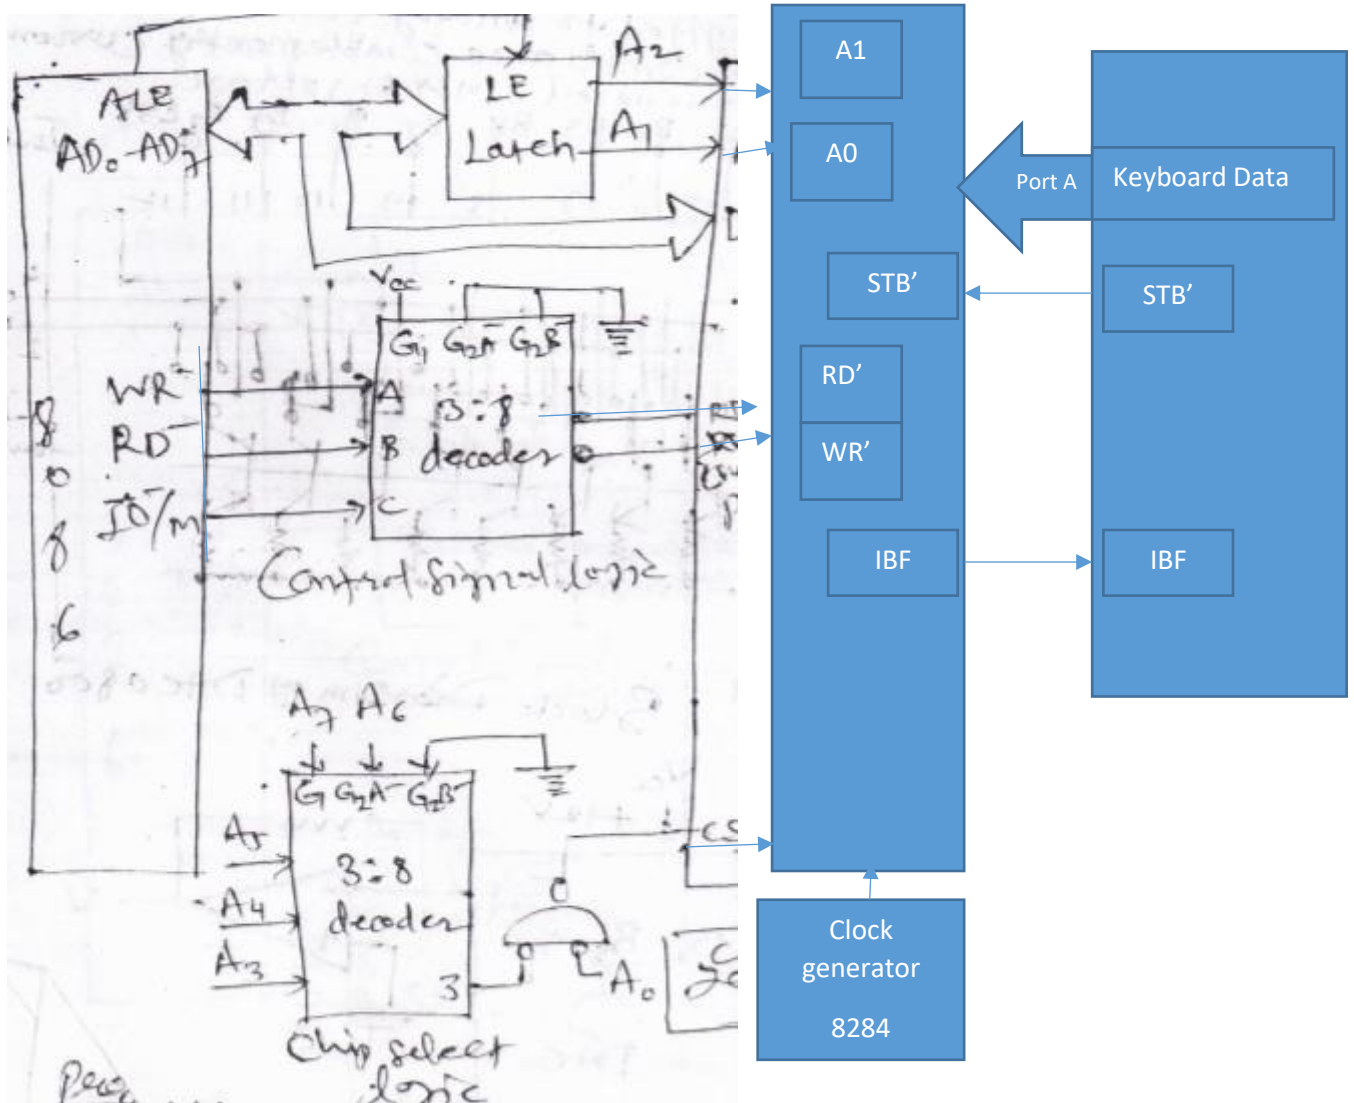 ALE
AD₀-AD₇
LE
Latch
A₂
A₁
Vcc
G₁ G₂A‾ G₂B‾
WR‾
RD‾
IO‾/M
A
B
C
3:8
decoder
Control Signal logic
8
0
8
6
A₇ A₆
G G₂A‾ G₂B‾
A₅
A₄
A₃
3:8
decoder
3
A₀
CS
Chip select
logic
A1
A0
Port A
Keyboard Data
STB’
STB’
RD’
WR’
IBF
IBF
Clock
generator
8284